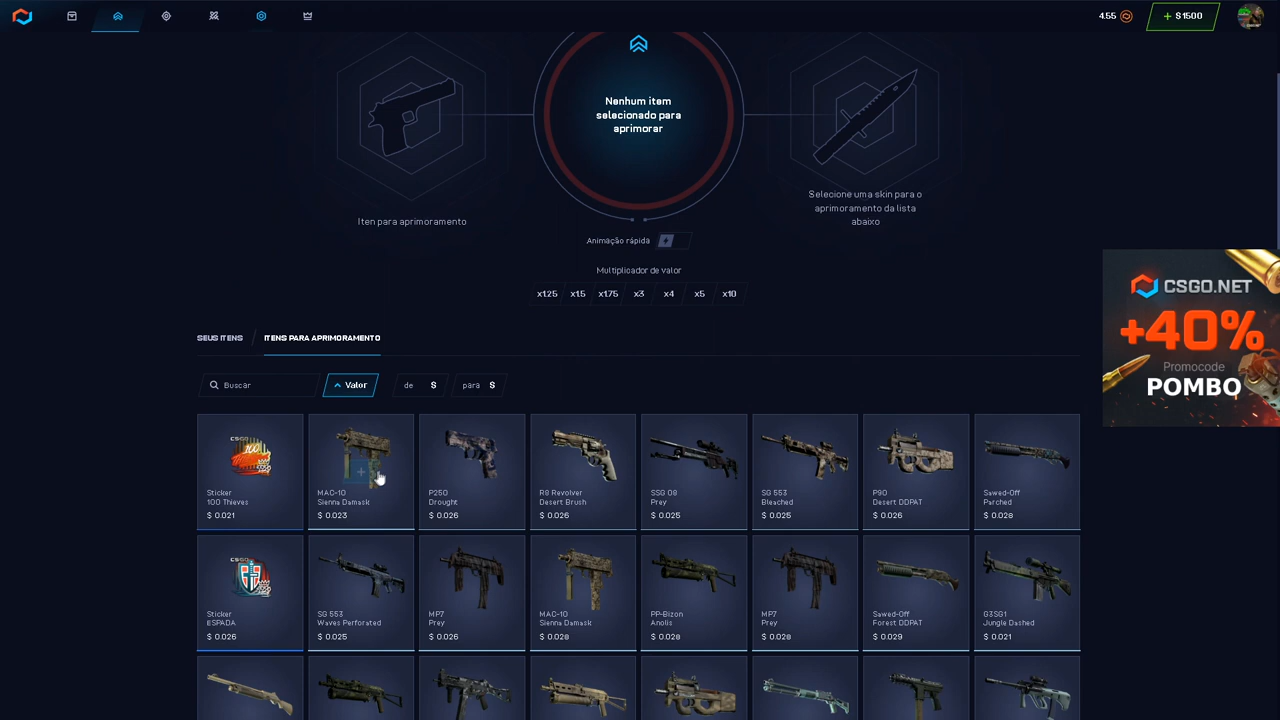 4.55
+ $ 1500
Nenhum item
selecionado para
aprimorar
Iten para aprimoramento
Selecione uma skin para o
aprimoramento da lista
abaixo
Animação rápida
Multiplicador de valor
x1.25 x1.5 x1.75 x3 x4 x5 x10
CSGO.NET
+40%
Promocode
POMBO
SEUS ITENS / ITENS PARA APRIMORAMENTO
Buscar Valor de $ para $
Sticker
100 Thieves
$ 0.021
MAC-10
Sienna Damask
$ 0.023
P250
Drought
$ 0.026
R8 Revolver
Desert Brush
$ 0.026
SSG 08
Prey
$ 0.025
SG 553
Bleached
$ 0.025
P90
Desert DDPAT
$ 0.026
Sawed-Off
Parched
$ 0.028
Sticker
ESPADA
$ 0.026
SG 553
Waves Perforated
$ 0.025
MP7
Prey
$ 0.026
MAC-10
Sienna Damask
$ 0.028
PP-Bizon
Anolis
$ 0.028
MP7
Prey
$ 0.028
Sawed-Off
Forest DDPAT
$ 0.029
G3SG1
Jungle Dashed
$ 0.021